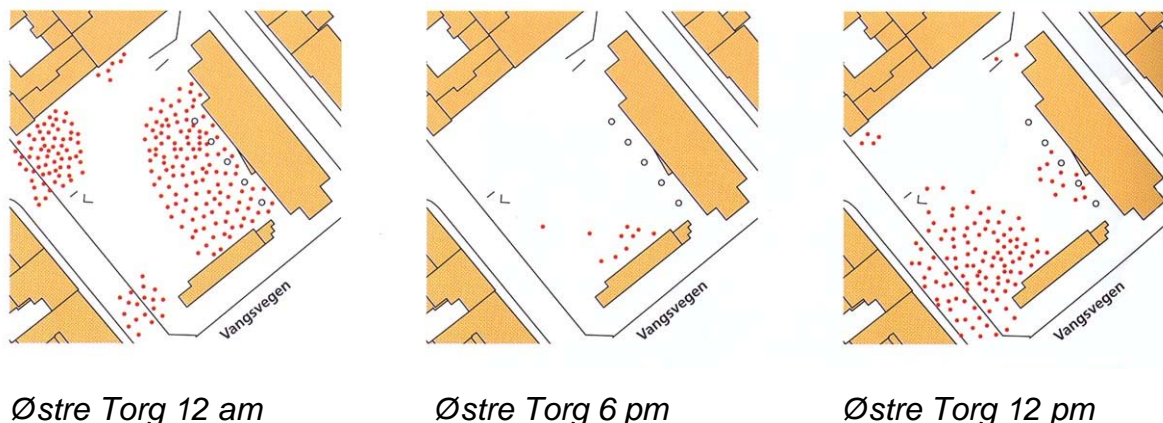 Vangsvegen
Vangsvegen
Vangsvegen
Østre Torg 12 am
Østre Torg 6 pm
Østre Torg 12 pm